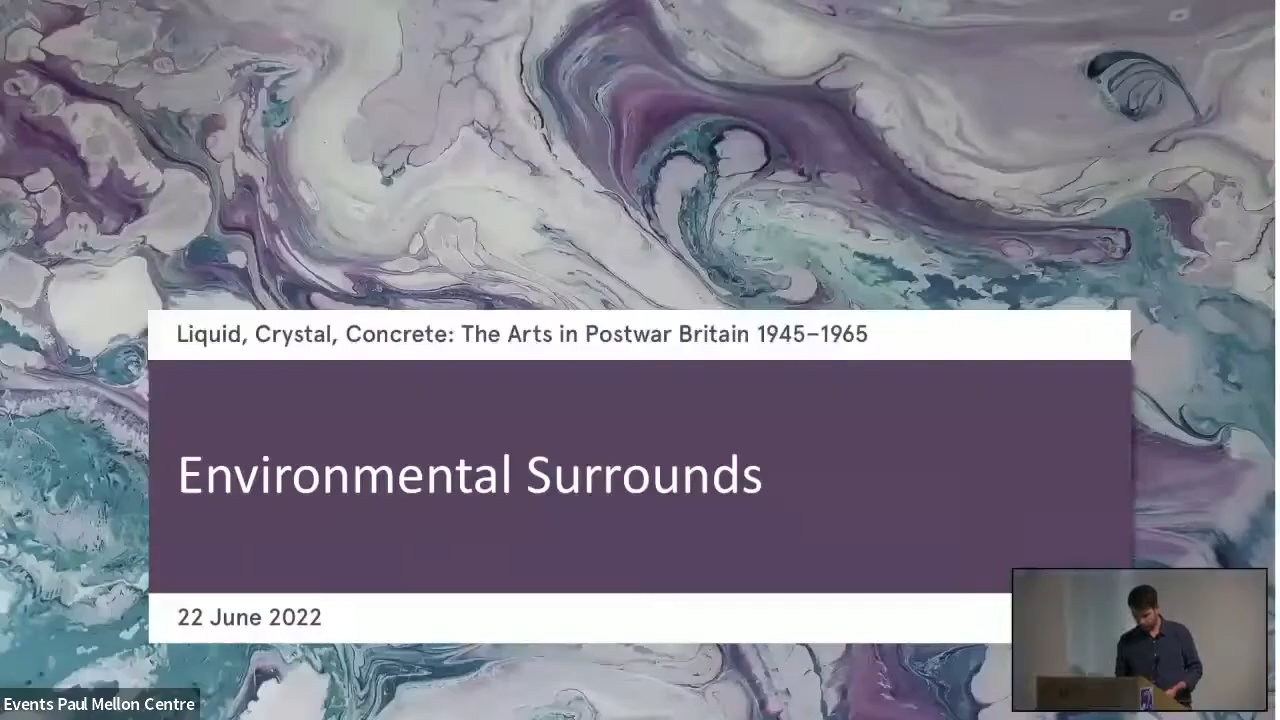 Liquid, Crystal, Concrete: The Arts in Postwar Britain 1945–1965
Environmental Surrounds
22 June 2022
Events Paul Mellon Centre